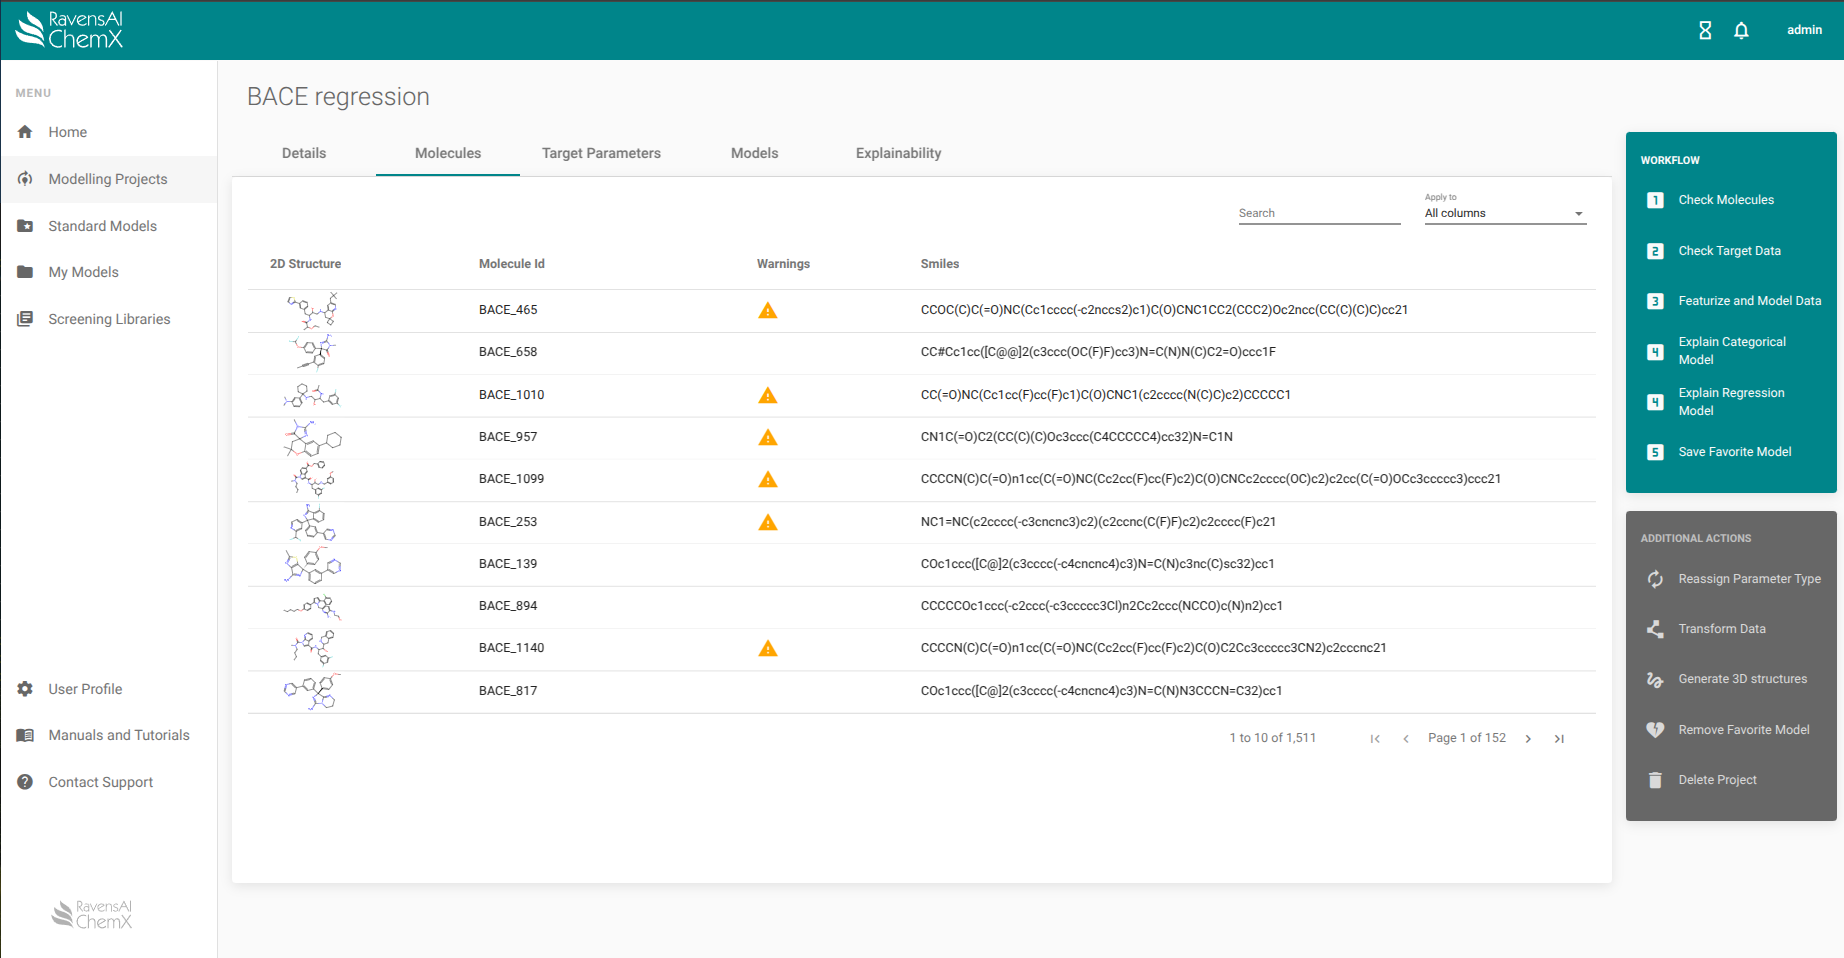 RavensAI
ChemX
admin
MENU
Home
Modelling Projects
Standard Models
My Models
Screening Libraries
User Profile
Manuals and Tutorials
Contact Support
RavensAI
ChemX
BACE regression
Details Molecules Target Parameters Models Explainability
Search
Apply to
All columns
2D Structure Molecule Id Warnings Smiles
BACE_465 CCOC(C)C(=O)NC(Cc1cccc(-c2nccs2)c1)C(O)CNC1CC2(CCC2)Oc2ncc(CC(C)(C)C)cc21
BACE_658 CC#Cc1cc([C@@]2(c3ccc(OC(F)F)cc3)N=C(N)N(C)C2=O)ccc1F
BACE_1010 CC(=O)NC(Cc1cc(F)cc(F)c1)C(O)CNC1(c2cccc(N(C)C)c2)CCCCC1
BACE_957 CN1C(=O)C2(CC(C)(C)Oc3ccc(C4CCCCC4)cc32)N=C1N
BACE_1099 CCCCN(C)C(=O)n1cc(C(=O)NC(Cc2cc(F)cc(F)c2)C(O)CNCc2cccc(OC)c2)c2cc(C(=O)OCc3ccccc3)ccc21
BACE_253 NC1=NC(c2cccc(-c3cncnc3)c2)(c2ccnc(C(F)F)c2)c2cccc(F)c21
BACE_139 COc1ccc([C@]2(c3cccc(-c4cncnc4)c3)N=C(N)c3nc(C)sc32)cc1
BACE_894 CCCCCOc1ccc(-c2ccc(-c3ccccc3Cl)n2Cc2ccc(NCCO)c(N)n2)cc1
BACE_1140 CCCCN(C)C(=O)n1cc(C(=O)NC(Cc2cc(F)cc(F)c2)C(O)C2Cc3ccccc3CN2)c2cccnc21
BACE_817 COc1ccc([C@]2(c3cccc(-c4cncnc4)c3)N=C(N)N3CCCN=C32)cc1
1 to 10 of 1,511 Page 1 of 152
WORKFLOW
1 Check Molecules
2 Check Target Data
3 Featurize and Model Data
4 Explain Categorical
Model
4 Explain Regression
Model
5 Save Favorite Model
ADDITIONAL ACTIONS
Reassign Parameter Type
Transform Data
Generate 3D structures
Remove Favorite Model
Delete Project